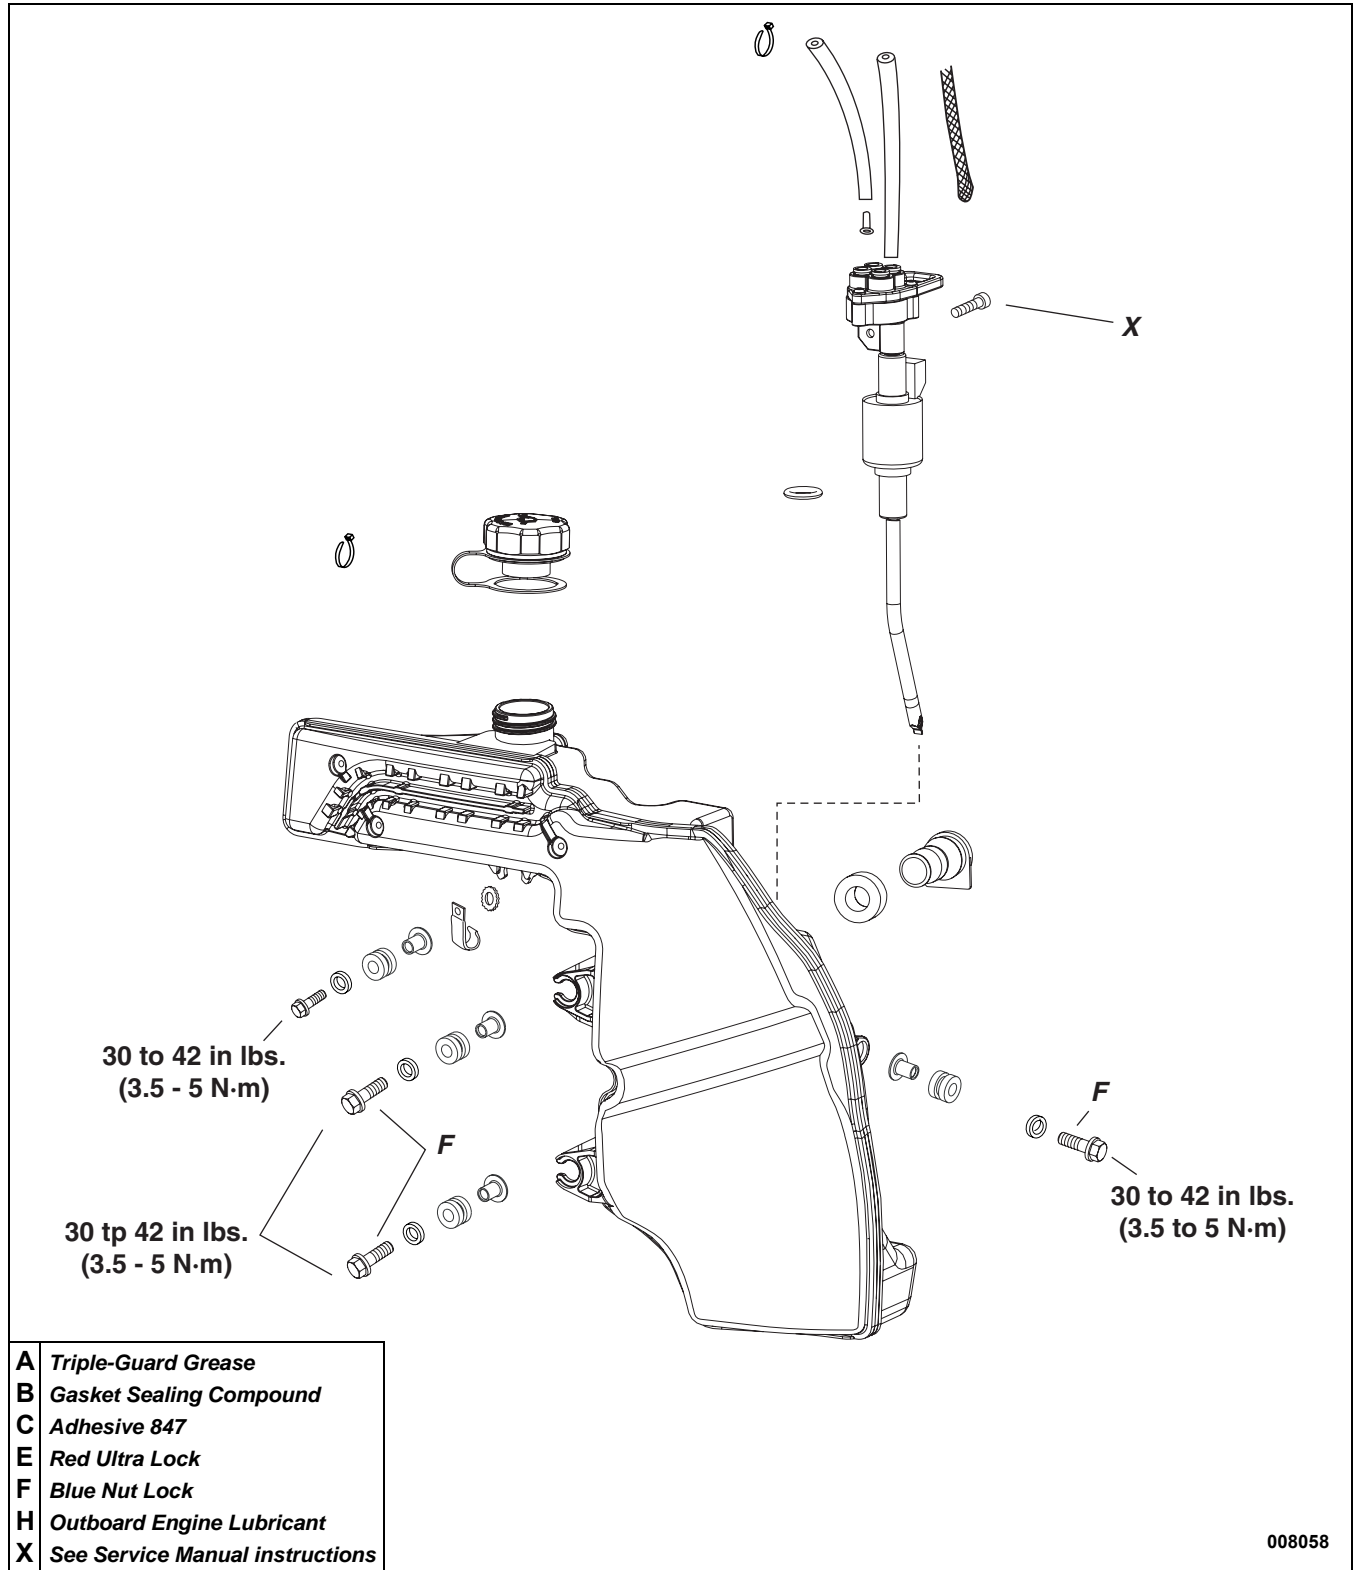 X
30 to 42 in lbs.
(3.5 - 5 N·m)
F
F
30 tp 42 in lbs.
(3.5 - 5 N·m)
30 to 42 in lbs.
(3.5 to 5 N·m)
A Triple-Guard Grease
B Gasket Sealing Compound
C Adhesive 847
E Red Ultra Lock
F Blue Nut Lock
H Outboard Engine Lubricant
X See Service Manual instructions
008058